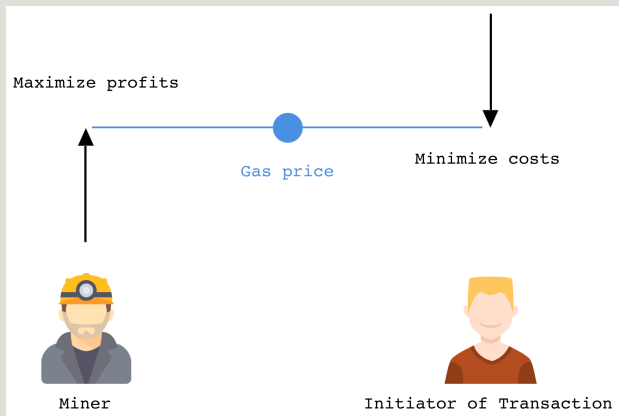 Maximize profits
Minimize costs
Gas price
Miner
Initiator of Transaction